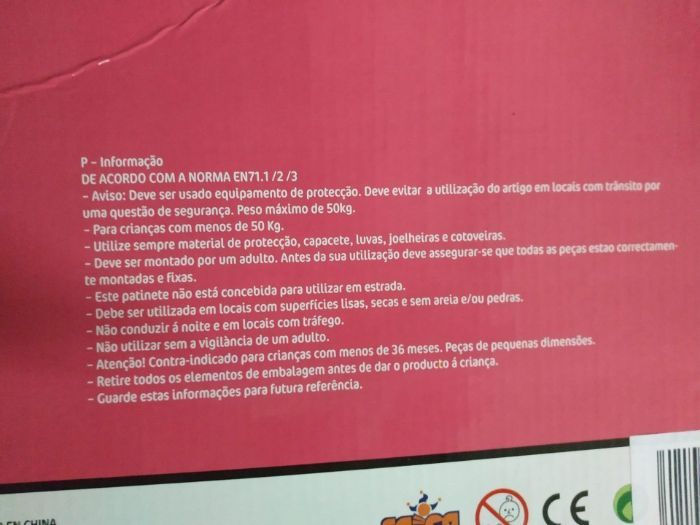 P - Informação
DE ACORDO COM A NORMA EN71.1 /2 /3
- Aviso: Deve ser usado equipamento de protecção. Deve evitar a utilização do artigo em locais com trânsito por
uma questão de segurança. Peso máximo de 50kg.
- Para crianças com menos de 50 Kg.
- Utilize sempre material de protecção, capacete, luvas, joelheiras e cotoveiras.
- Deve ser montado por um adulto. Antes da sua utilização deve assegurar-se que todas as peças estao correctamen-
te montadas e fixas.
- Este patinete não está concebida para utilizar em estrada.
- Debe ser utilizada em locais com superfícies lisas, secas e sem areia e/ou pedras.
- Não conduzir á noite e em locais com tráfego.
- Não utilizar sem a vigilância de um adulto.
- Atenção! Contra-indicado para crianças com menos de 36 meses. Peças de pequenas dimensões.
- Retire todos os elementos de embalagem antes de dar o producto á criança.
- Guarde estas informações para futura referência.
EN CHINA
CE